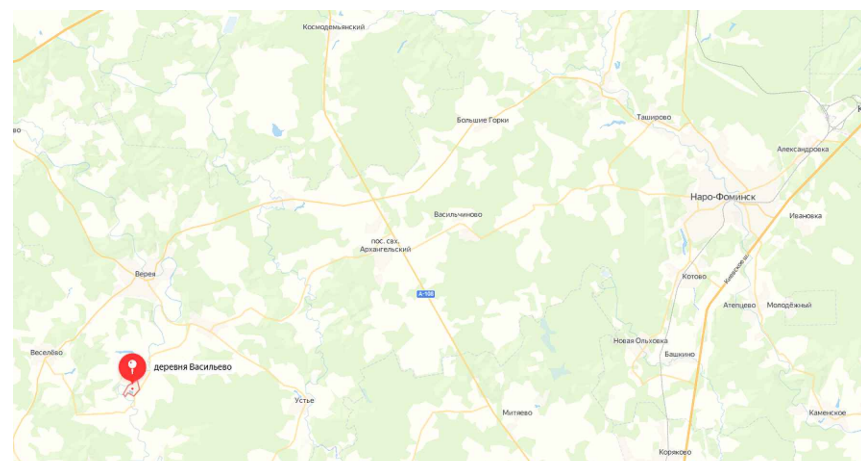 Космодемьянский
Большие Горки
Таширово
Александровка
К
во
Наро-Фоминск
Васильчиново
Ивановка
пос. свх.
Архангельский
Верея
Котово
Киевское ш.
А-108
Атепцево
Молодёжный
Новая Ольховка
Башкино
Веселёво
деревня Васильево
Устье
Митяево
Каменское
Коряково